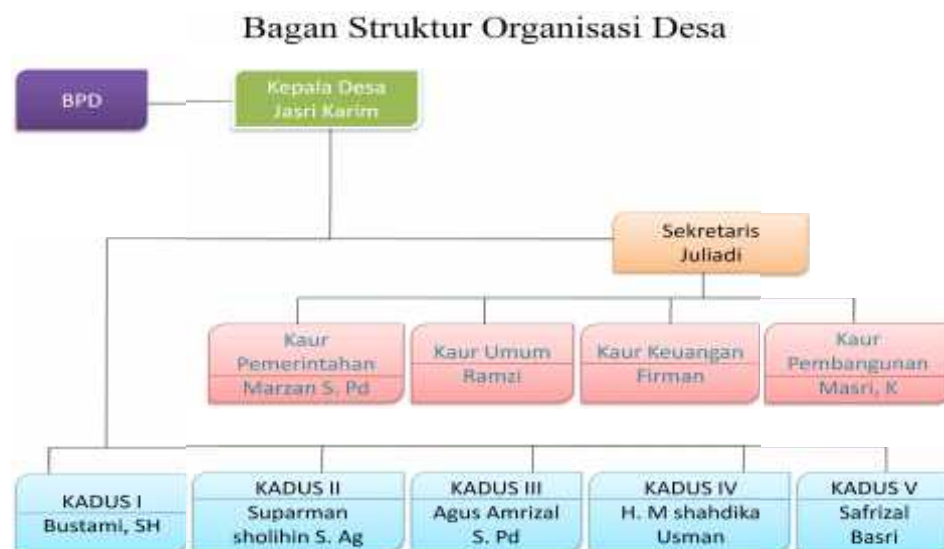 Bagan Struktur Organisasi Desa
BPD
Kepala Desa
Jasri Karim
Sekretaris
Juliadi
Kaur
Pemerintahan
Marzan S. Pd
Kaur Umum
Ramzi
Kaur Keuangan
Firman
Kaur
Pembangunan
Masri, K
KADUS I
Bustami, SH
KADUS II
Suparman
sholihin S. Ag
KADUS III
Agus Amrizal
S. Pd
KADUS IV
H. M shahdika
Usman
KADUS V
Safrizal
Basri